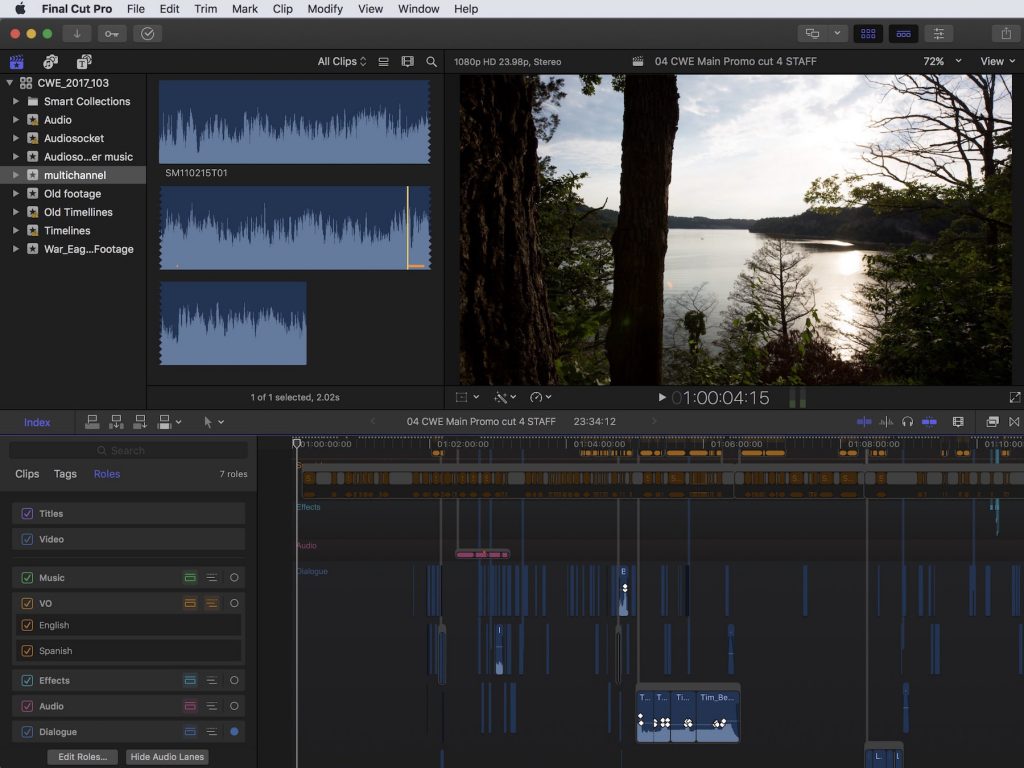 Final Cut Pro File Edit Trim Mark Clip Modify View Window Help
All Clips
1080p HD 23.98p, Stereo
04 CWE Main Promo cut 4 STAFF
72%
View
CWE_2017_103
Smart Collections
Audio
Audiosocket
Audioso...er music
multichannel
Old footage
Old Timellines
Timelines
War_Eag...Footage
SM110215T01
1 of 1 selected, 2.02s
01:00:04:15
Index
04 CWE Main Promo cut 4 STAFF
23:34:12
Search
Clips Tags Roles
7 roles
Titles
Video
Music
VO
English
Spanish
Effects
Audio
Dialogue
Edit Roles...
Hide Audio Lanes
01:00:00:00 01:02:00:00 01:04:00:00 01:06:00:00 01:08:00:00 01:10:0
Effects
Audio
Dialogue
T... T... Ti... Tim_Be...